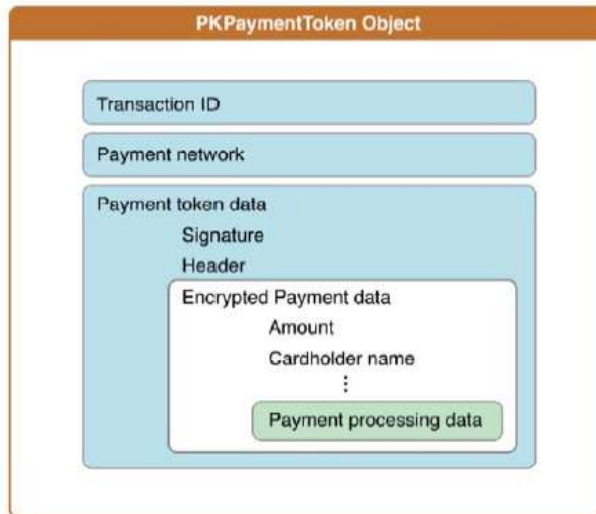 PKPaymentToken Object
Transaction ID
Payment network
Payment token data
Signature
Header
Encrypted Payment data
Amount
Cardholder name
⋮
Payment processing data